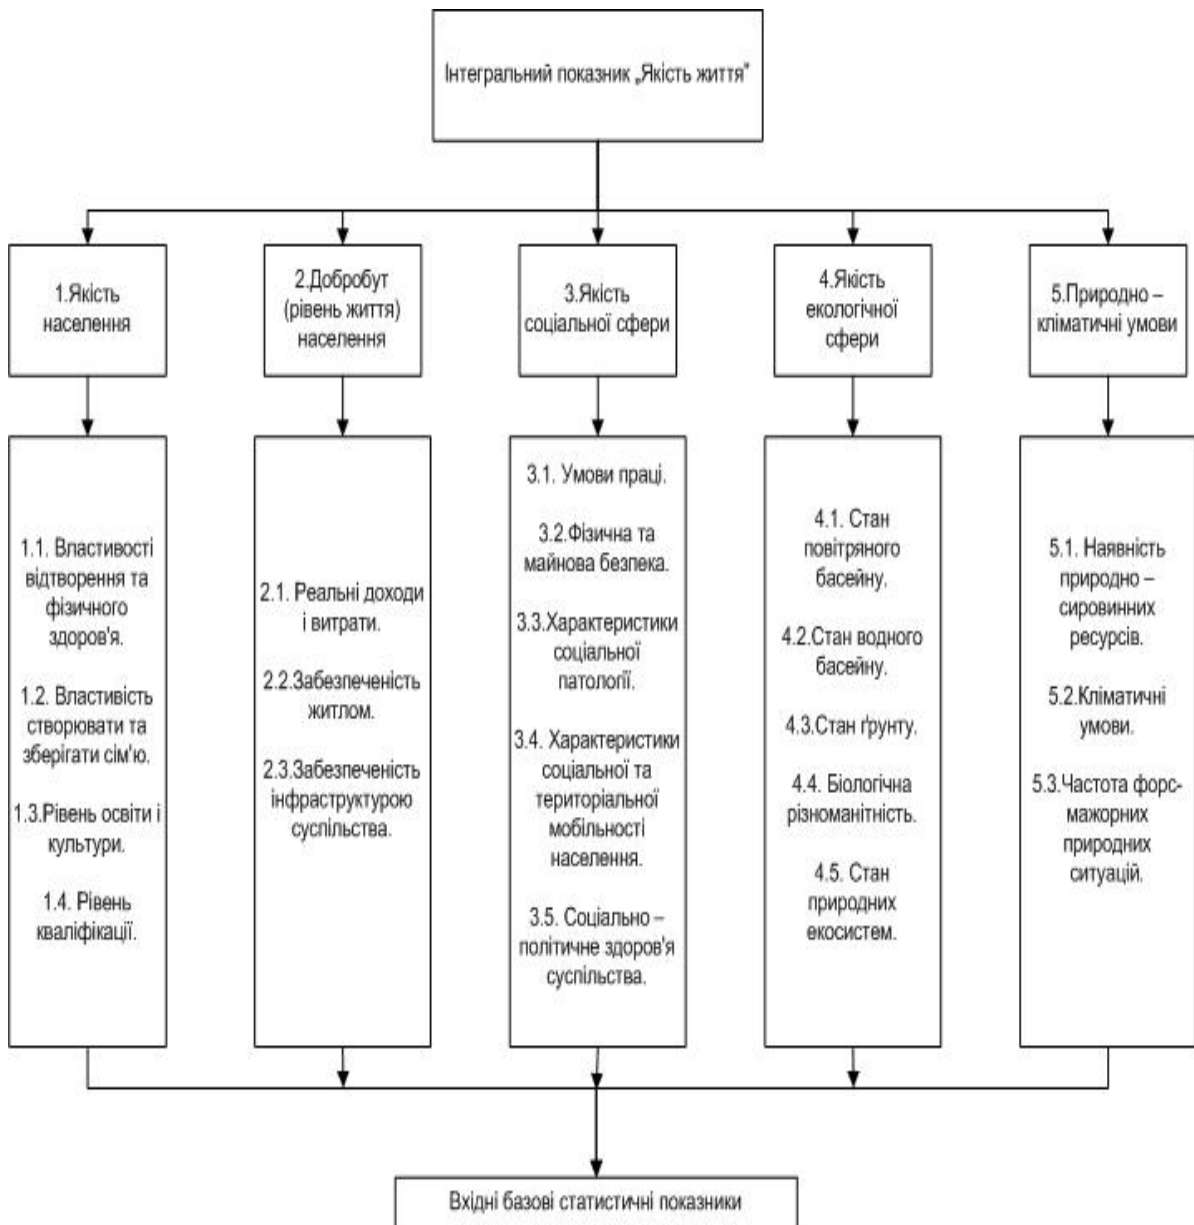 Інтегральний показник „Якість життя"
1.Якість
населення
2.Добробут
(рівень життя)
населення
3.Якість
соціальної сфери
4.Якість
екологічної
сфери
5.Природно –
кліматичні умови
1.1. Властивості
відтворення та
фізичного
здоров'я.
1.2. Властивість
створювати та
зберігати сім'ю.
1.3.Рівень освіти і
культури.
1.4. Рівень
кваліфікації.
2.1. Реальні доходи
і витрати.
2.2.Забезпеченість
житлом.
2.3.Забезпеченість
інфраструктурою
суспільства.
3.1. Умови праці.
3.2.Фізична та
майнова безпека.
3.3.Характеристики
соціальної
патології.
3.4. Характеристики
соціальної та
територіальної
мобільності
населення.
3.5. Соціально –
політичне здоров'я
суспільства.
4.1. Стан
повітряного
басейну.
4.2.Стан водного
басейну.
4.3.Стан ґрунту.
4.4. Біологічна
різноманітність.
4.5. Стан
природних
екосистем.
5.1. Наявність
природно –
сировинних
ресурсів.
5.2.Кліматичні
умови.
5.3.Частота форс-
мажорних
природних
ситуацій.
Вхідні базові статистичні показники